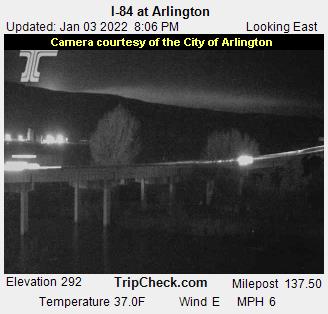 I-84 at Arlington
Updated: Jan 03 2022 8:06 PM Looking East
Camera courtesy of the City of Arlington
Elevation 292 TripCheck.com Milepost 137.50
Temperature 37.0F Wind E MPH 6